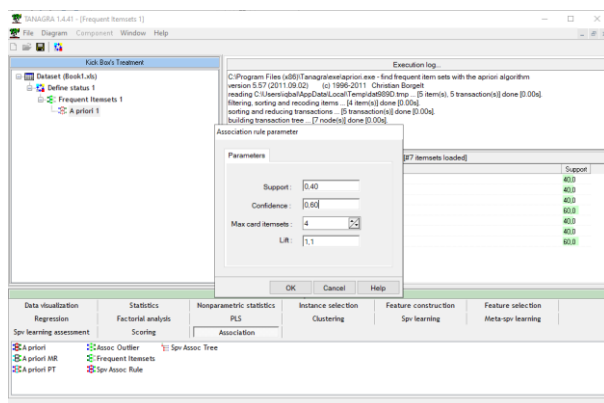 TANAGRA 1.4.41 - [Frequent Itemsets 1]
File Diagram Component Window Help
Kick Box's Treatment
Dataset (Book1.xls)
Define status 1
Frequent Itemsets 1
A priori 1
Execution log...
C:\Program Files (x86)\Tanagra\exe\apriori.exe - find frequent item sets with the apriori algorithm
version 5.57 (2011.09.02) (c) 1996-2011 Christian Borgelt
reading C:\Users\iqbal\AppData\Local\Temp\dat989D.tmp ... [5 item(s), 5 transaction(s)] done [0.00s].
filtering, sorting and recoding items ... [4 item(s)] done [0.00s].
sorting and reducing transactions ... [5 transaction(s)] done [0.00s].
building transaction tree ... [7 node(s)] done [0.00s].
Association rule parameter
Parameters
Support : 0,40
Confidence : 0,60
Max card itemsets : 4
Lift : 1,1
OK Cancel Help
[#7 itemsets loaded]
Support
40,0
40,0
40,0
60,0
40,0
40,0
60,0
Data visualization Statistics Nonparametric statistics Instance selection Feature construction Feature selection
Regression Factorial analysis PLS Clustering Spv learning Meta-spv learning
Spv learning assessment Scoring Association
A priori Assoc Outlier Spv Assoc Tree
A priori MR Frequent Itemsets
A priori PT Spv Assoc Rule